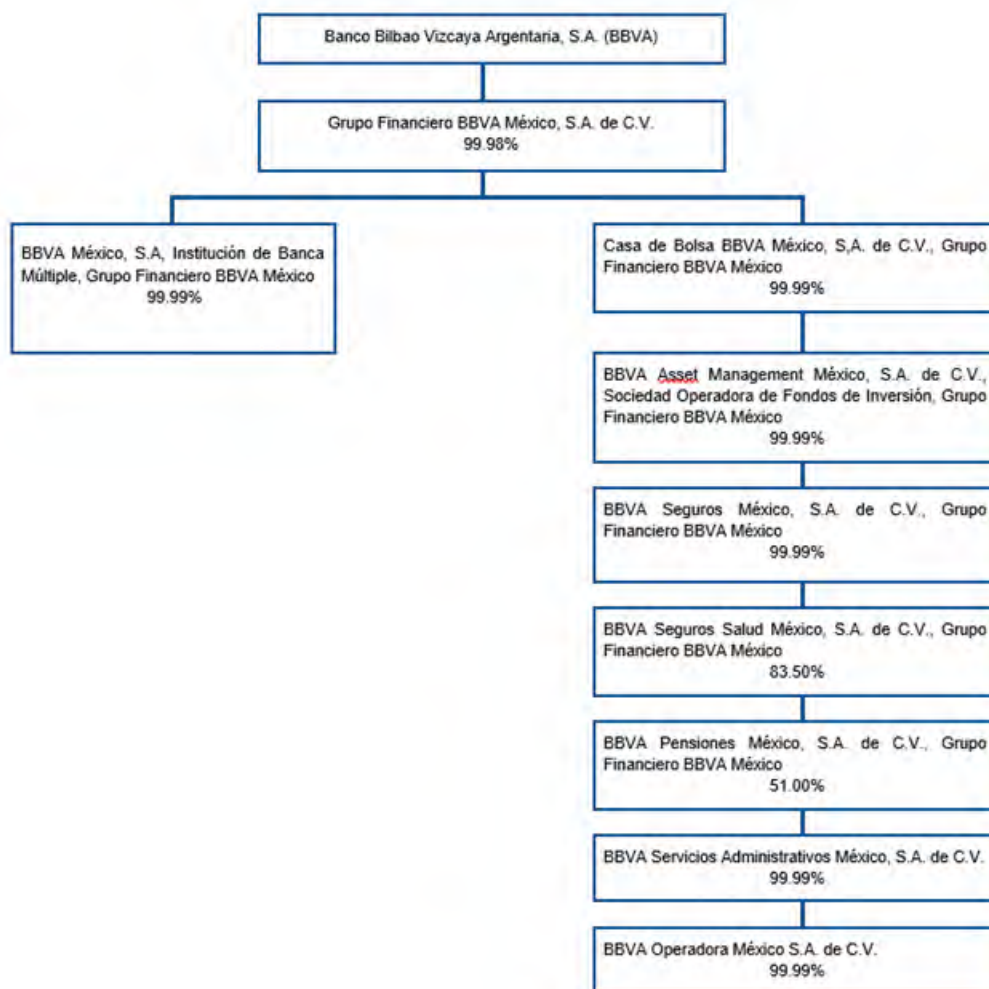 Banco Bilbao Vizcaya Argentaria, S.A. (BBVA)
Grupo Financiero BBVA México, S.A. de C.V.
99.98%
BBVA México, S.A, Institución de Banca
Múltiple, Grupo Financiero BBVA México
99.99%
Casa de Bolsa BBVA México, S,A. de C.V., Grupo
Financiero BBVA México
99.99%
BBVA Asset Management México, S.A. de C.V.,
Sociedad Operadora de Fondos de Inversión, Grupo
Financiero BBVA México
99.99%
BBVA Seguros México, S.A. de C.V., Grupo
Financiero BBVA México
99.99%
BBVA Seguros Salud México, S.A. de C.V., Grupo
Financiero BBVA México
83.50%
BBVA Pensiones México, S.A. de C.V., Grupo
Financiero BBVA México
51.00%
BBVA Servicios Administrativos México, S.A. de C.V.
99.99%
BBVA Operadora México S.A. de C.V.
99.99%